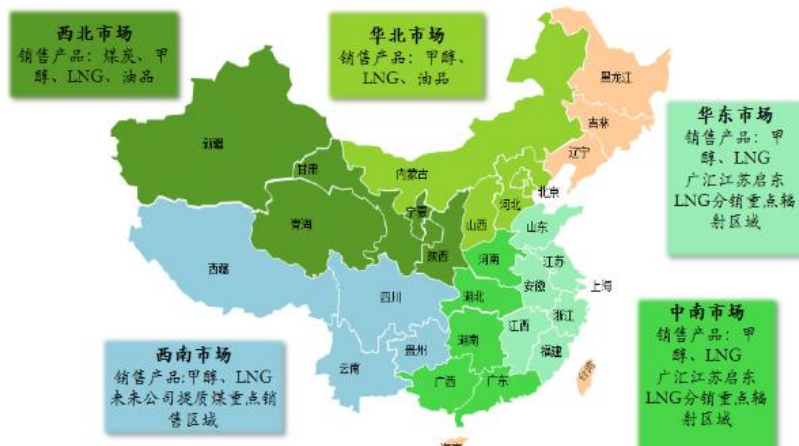 西北市场
销售产品：煤炭、甲
醇、LNG、油品
华北市场
销售产品：甲醇、
LNG、油品
华东市场
销售产品：甲
醇、LNG
广汇江苏启东
LNG分销重点辐
射区域
中南市场
销售产品：甲
醇、LNG
广汇江苏启东
LNG分销重点辐
射区域
西南市场
销售产品:甲醇、LNG
未来公司提质煤重点销
售区域
黑龙江
吉林
辽宁
新疆
甘肃
内蒙古
北京
河北
青海
宁夏
山西
山东
陕西
河南
江苏
西藏
安徽
上海
四川
湖北
浙江
江西
湖南
贵州
福建
云南
广西
广东
台湾
海南